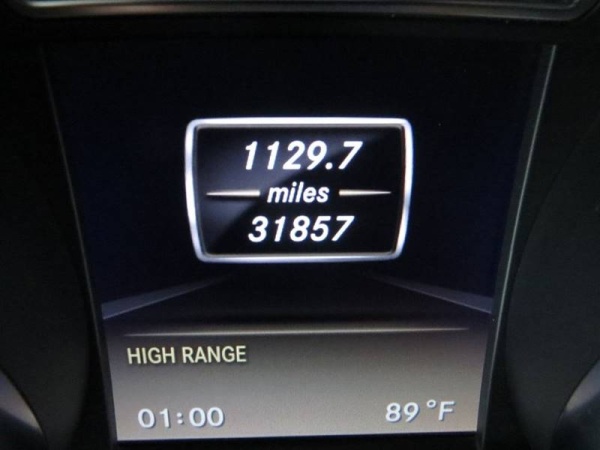 1129.7
miles
31857
HIGH RANGE
01:00 89°F